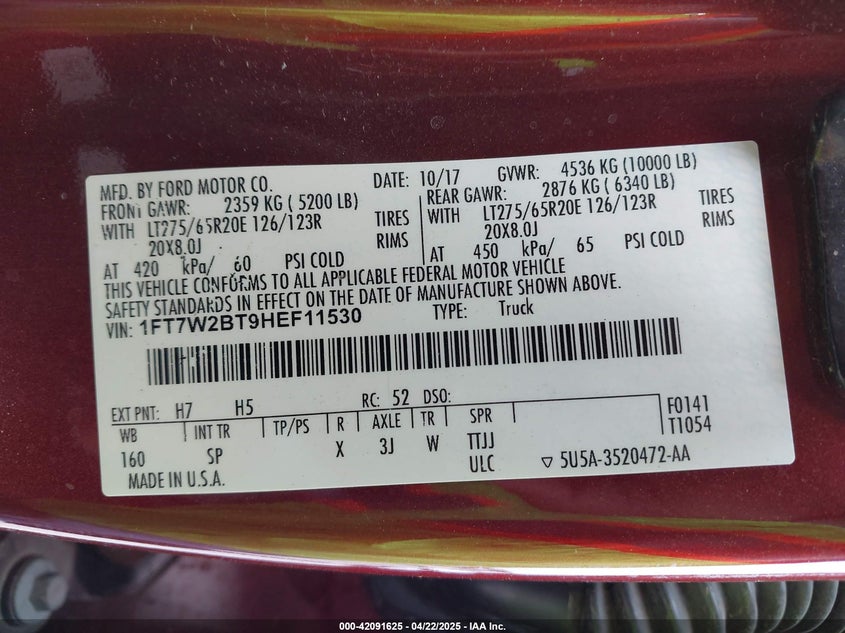 MFD. BY FORD MOTOR CO. DATE: 10/17 GVWR: 4536 KG (10000 LB)
FRONT GAWR: 2359 KG ( 5200 LB) REAR GAWR: 2876 KG ( 6340 LB)
WITH LT275/65R20E 126/123R TIRES WITH LT275/65R20E 126/123R TIRES
20X8.0J RIMS 20X8.0J RIMS
AT 420 kPa/ 60 PSI COLD AT 450 kPa/ 65 PSI COLD
THIS VEHICLE CONFORMS TO ALL APPLICABLE FEDERAL MOTOR VEHICLE
SAFETY STANDARDS IN EFFECT ON THE DATE OF MANUFACTURE SHOWN ABOVE.
VIN: 1FT7W2BT9HEF11530 TYPE: Truck
EXT PNT: H7 H5 RC: 52 DSO:
WB INT TR TP/PS R AXLE TR SPR F0141
160 SP X 3J W TTJJ T1054
ULC ▽ 5U5A-3520472-AA
MADE IN U.S.A.
000-42091625 - 04/22/2025 - IAA Inc.